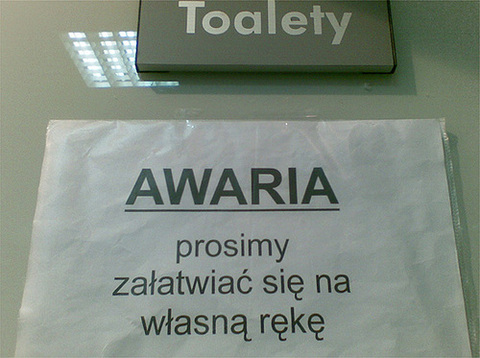 Toalety
AWARIA
prosimy
załatwiać się na
własną rękę